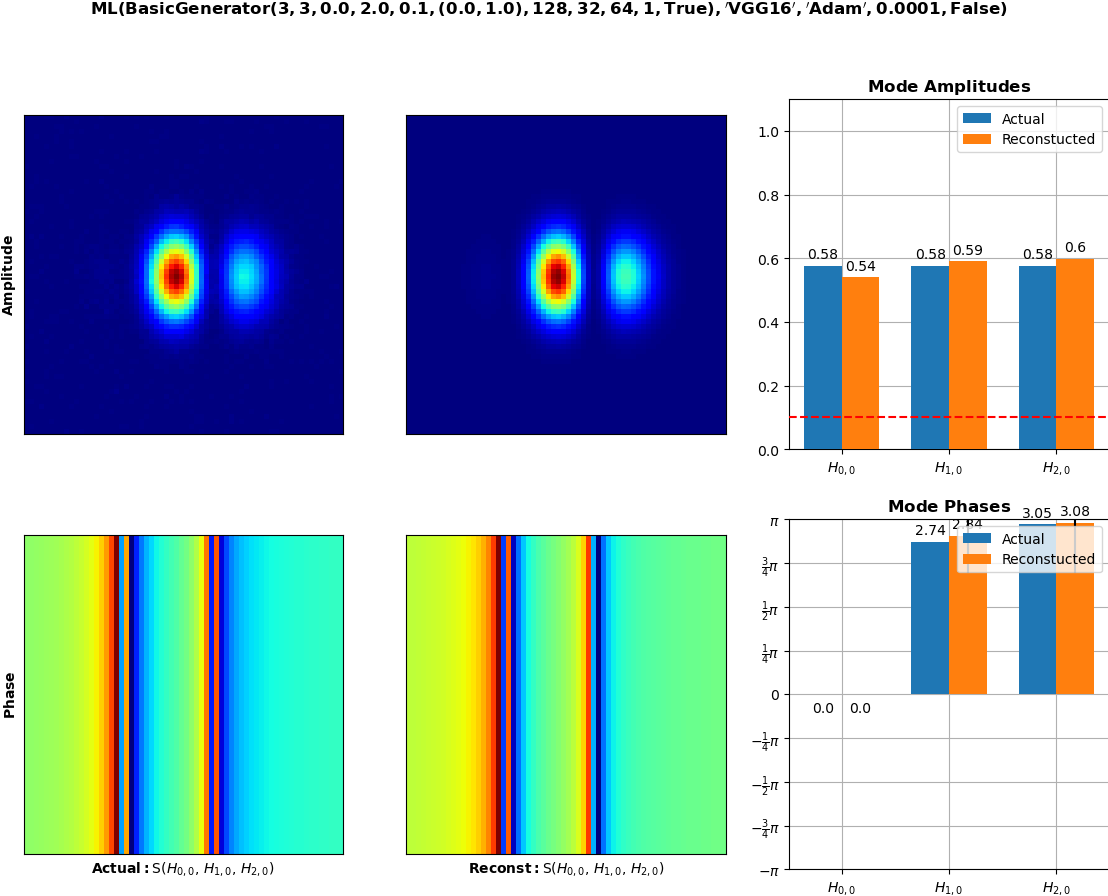 ML(BasicGenerator(3, 3, 0.0, 2.0, 0.1, (0.0, 1.0), 128, 32, 64, 1, True), ′VGG16′, ′Adam′, 0.0001, False)
Amplitude
Mode Amplitudes
Actual
Reconstucted
1.0
0.8
0.6
0.4
0.2
0.0
0.58
0.54
0.58
0.59
0.58
0.6
H0,0
H1,0
H2,0
Phase
Actual: S(H0,0, H1,0, H2,0)
Reconst: S(H0,0, H1,0, H2,0)
Mode Phases
Actual
Reconstucted
π
3/4π
1/2π
1/4π
0
−1/4π
−1/2π
−3/4π
−π
0.0
0.0
2.74
2.84
3.05
3.08
H0,0
H1,0
H2,0